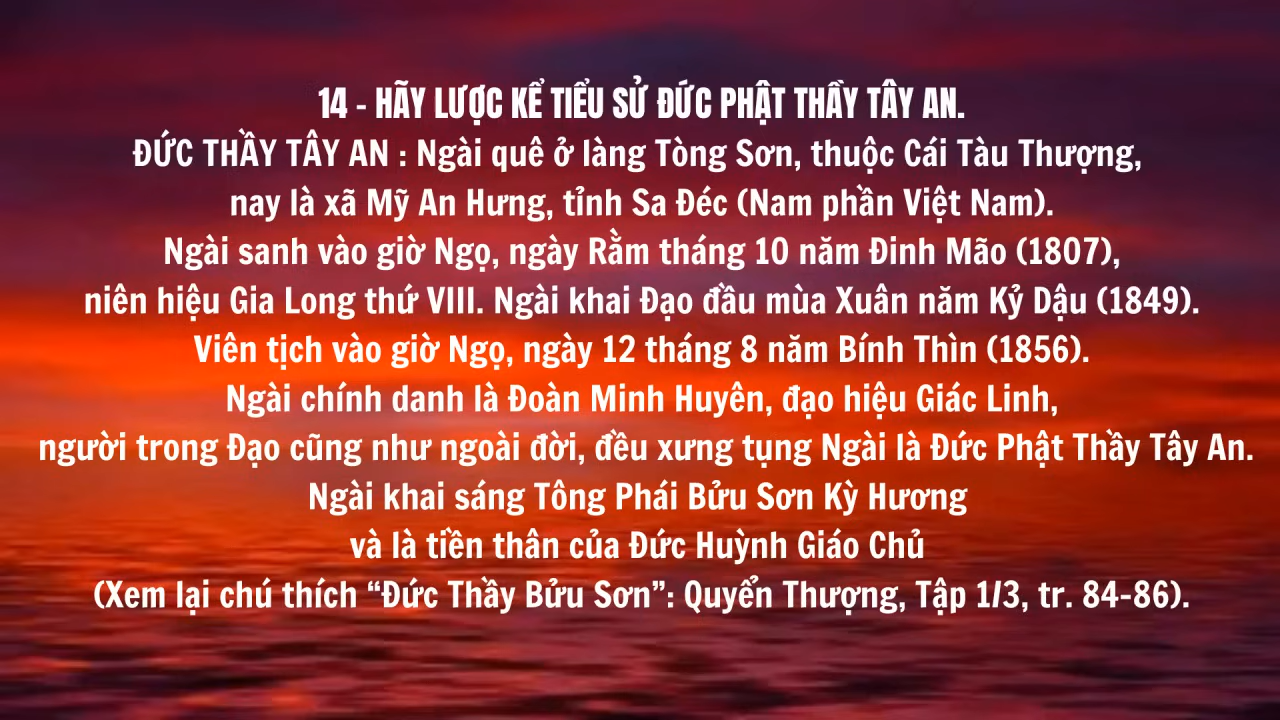 14 - HÃY LƯỢC KỂ TIỂU SỬ ĐỨC PHẬT THẦY TÂY AN.
ĐỨC THẦY TÂY AN : Ngài quê ở làng Tòng Sơn, thuộc Cái Tàu Thượng,
nay là xã Mỹ An Hưng, tỉnh Sa Đéc (Nam phần Việt Nam).
Ngài sanh vào giờ Ngọ, ngày Rằm tháng 10 năm Đinh Mão (1807),
niên hiệu Gia Long thứ VIII. Ngài khai Đạo đầu mùa Xuân năm Kỷ Dậu (1849).
Viên tịch vào giờ Ngọ, ngày 12 tháng 8 năm Bính Thìn (1856).
Ngài chính danh là Đoàn Minh Huyên, đạo hiệu Giác Linh,
người trong Đạo cũng như ngoài đời, đều xưng tụng Ngài là Đức Phật Thầy Tây An.
Ngài khai sáng Tông Phái Bửu Sơn Kỳ Hương
và là tiền thân của Đức Huỳnh Giáo Chủ
(Xem lại chú thích “Đức Thầy Bửu Sơn”: Quyển Thượng, Tập 1/3, tr. 84-86).